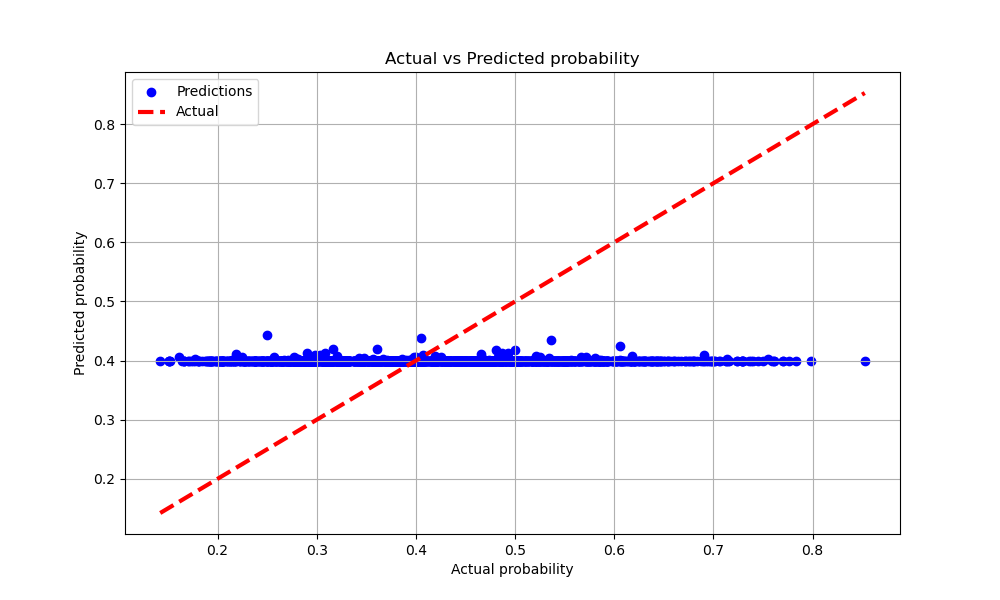 Actual vs Predicted probability
Predictions
Actual
Predicted probability
0.8
0.7
0.6
0.5
0.4
0.3
0.2
0.2 0.3 0.4 0.5 0.6 0.7 0.8
Actual probability